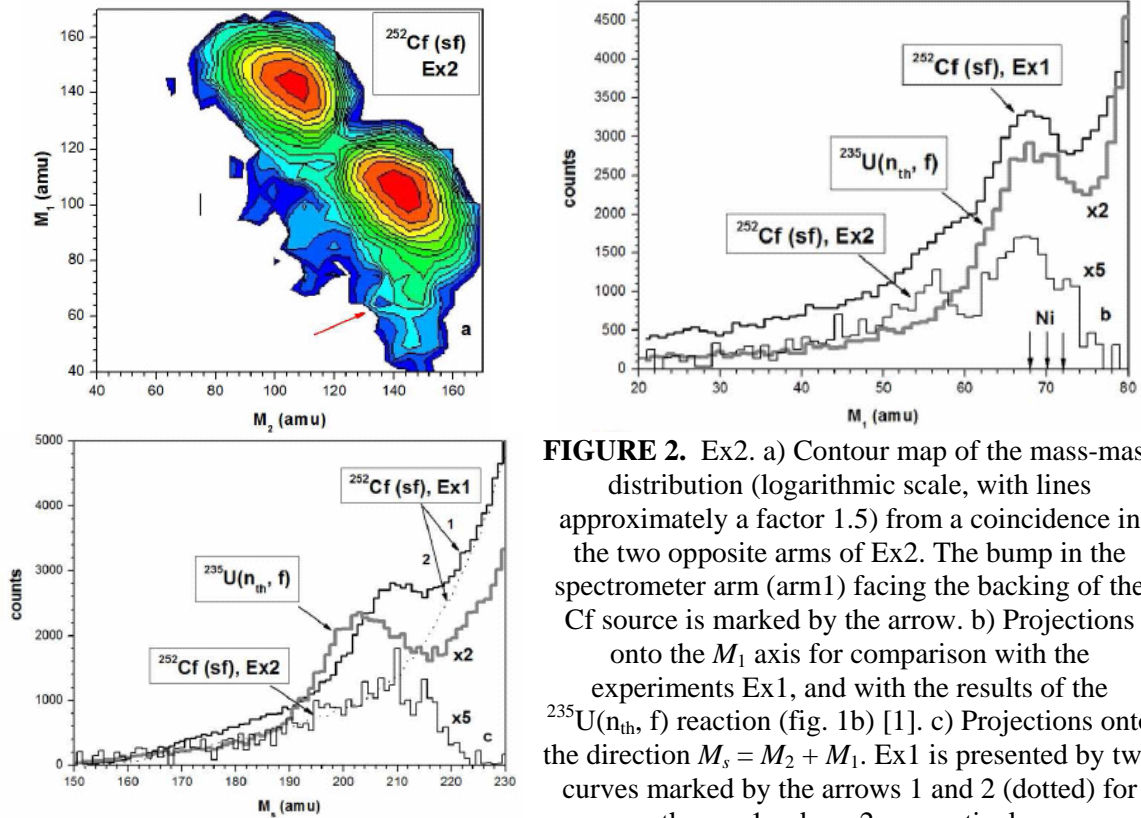 160
140
120
100
80
60
40
M₁ (amu)
²⁵²Cf (sf)
Ex2
a
40 60 80 100 120 140 160
M₂ (amu)
4500
4000
3500
3000
2500
2000
1500
1000
500
0
counts
²⁵²Cf (sf), Ex1
²³⁵U(nₜₕ, f)
x2
²⁵²Cf (sf), Ex2
x5
Ni
b
20 30 40 50 60 70 80
M₁ (amu)
5000
4000
3000
2000
1000
0
counts
²⁵²Cf (sf), Ex1
1
2
²³⁵U(nₜₕ, f)
x2
²⁵²Cf (sf), Ex2
x5
c
150 160 170 180 190 200 210 220 230
Mₛ (amu)
FIGURE 2. Ex2. a) Contour map of the mass-mas
distribution (logarithmic scale, with lines
approximately a factor 1.5) from a coincidence in
the two opposite arms of Ex2. The bump in the
spectrometer arm (arm1) facing the backing of the
Cf source is marked by the arrow. b) Projections
onto the M₁ axis for comparison with the
experiments Ex1, and with the results of the
²³⁵U(nₜₕ, f) reaction (fig. 1b) [1]. c) Projections onto
the direction Mₛ = M₂ + M₁. Ex1 is presented by tw
curves marked by the arrows 1 and 2 (dotted) for